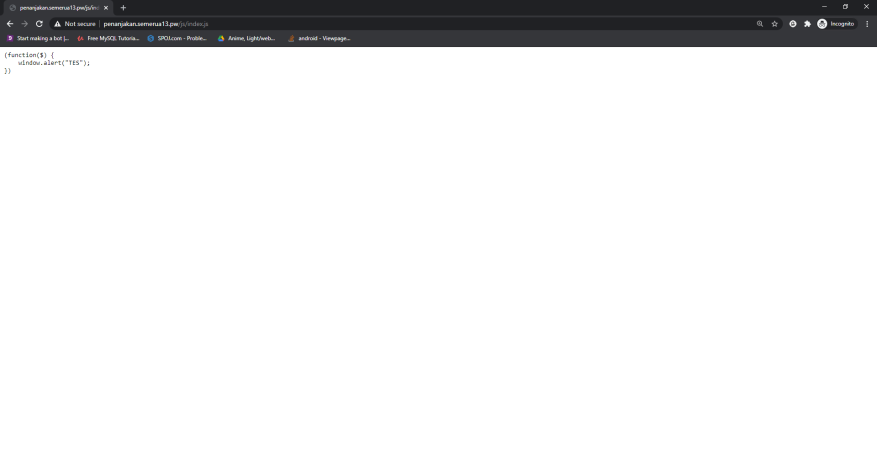 penanjakan.semerua13.pw/js/ind
Not secure
penanjakan.semerua13.pw/js/index.js
Incognito
Start making a bot |...
Free MySQL Tutoria...
SPOJ.com - Proble...
Anime, Light/web...
android - Viewpage...
(function($) {
window.alert("TES");
})